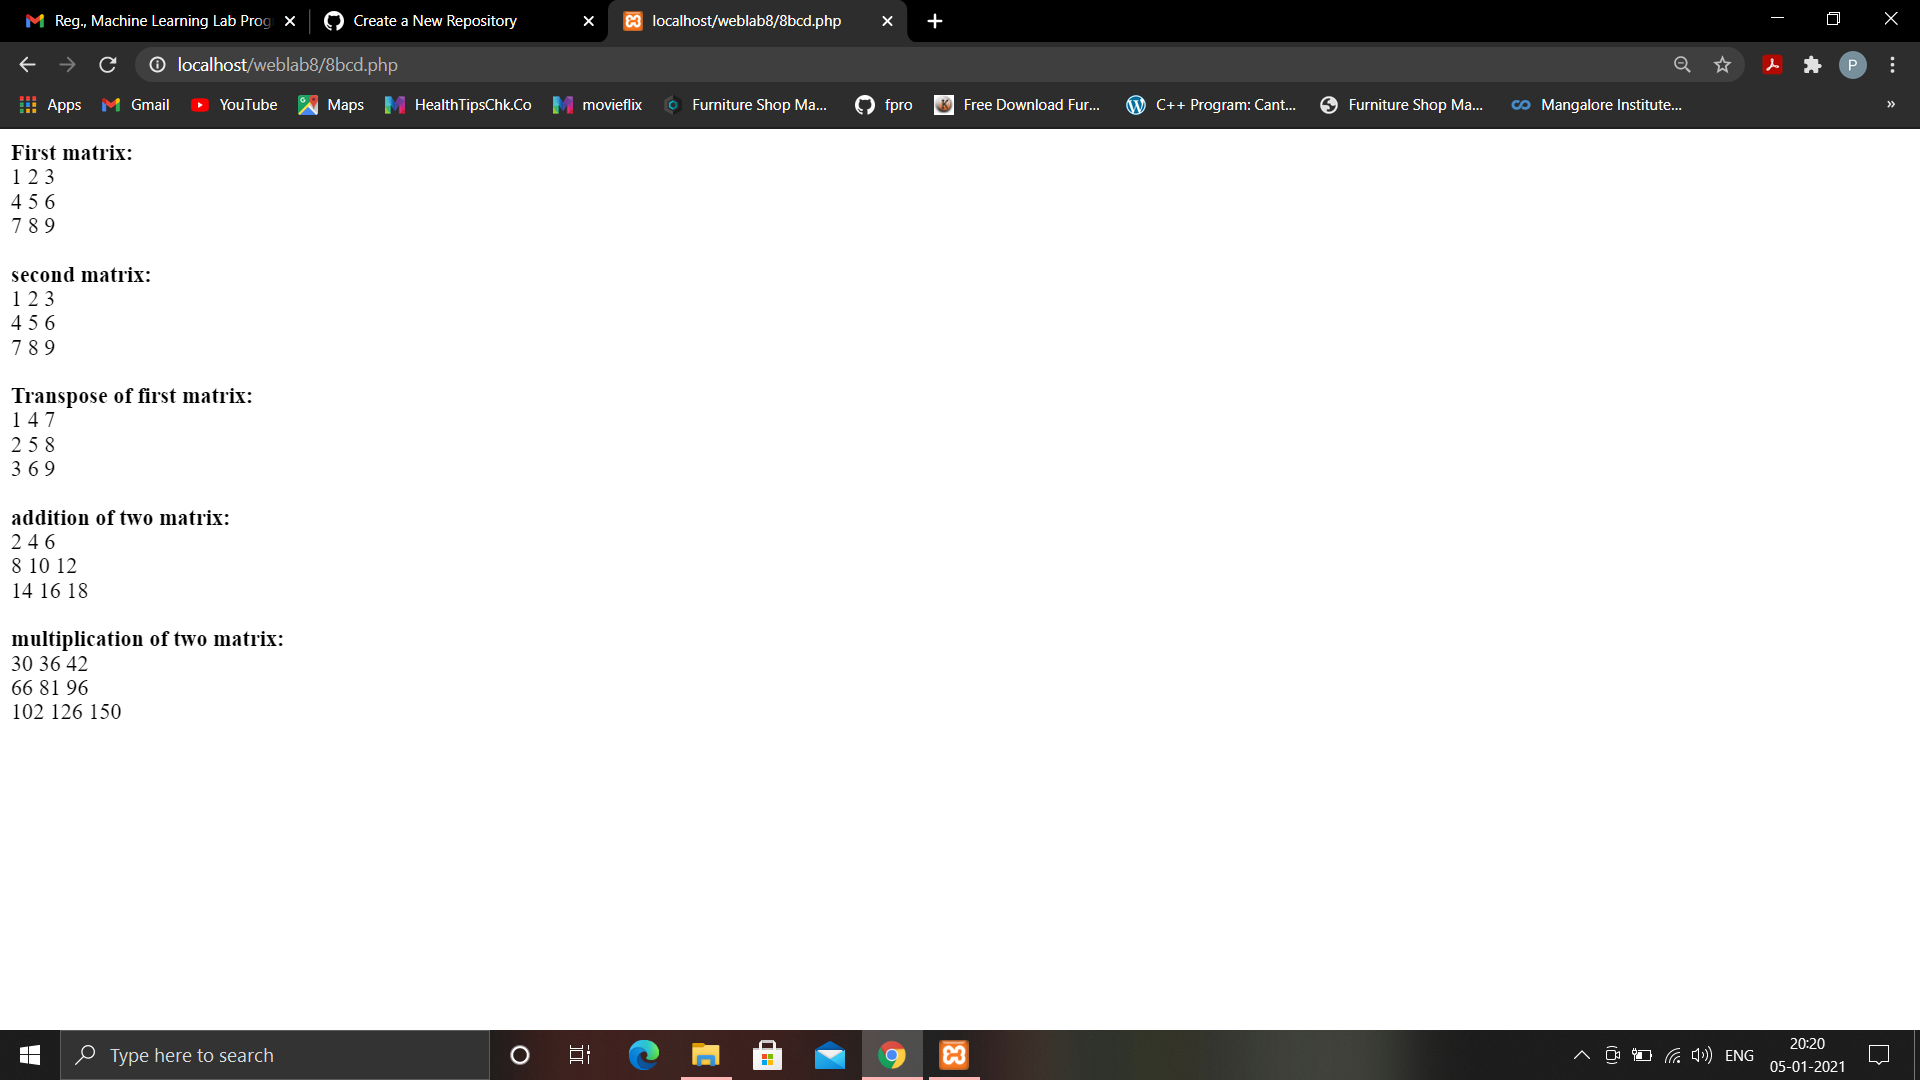 Reg., Machine Learning Lab Prog
Create a New Repository
localhost/weblab8/8bcd.php
localhost/weblab8/8bcd.php
P
Apps
Gmail
YouTube
Maps
HealthTipsChk.Co
movieflix
Furniture Shop Ma...
fpro
Free Download Fur...
C++ Program: Cant...
Furniture Shop Ma...
Mangalore Institute...
»
First matrix:
1 2 3
4 5 6
7 8 9
second matrix:
1 2 3
4 5 6
7 8 9
Transpose of first matrix:
1 4 7
2 5 8
3 6 9
addition of two matrix:
2 4 6
8 10 12
14 16 18
multiplication of two matrix:
30 36 42
66 81 96
102 126 150
Type here to search
ENG
20:20
05-01-2021